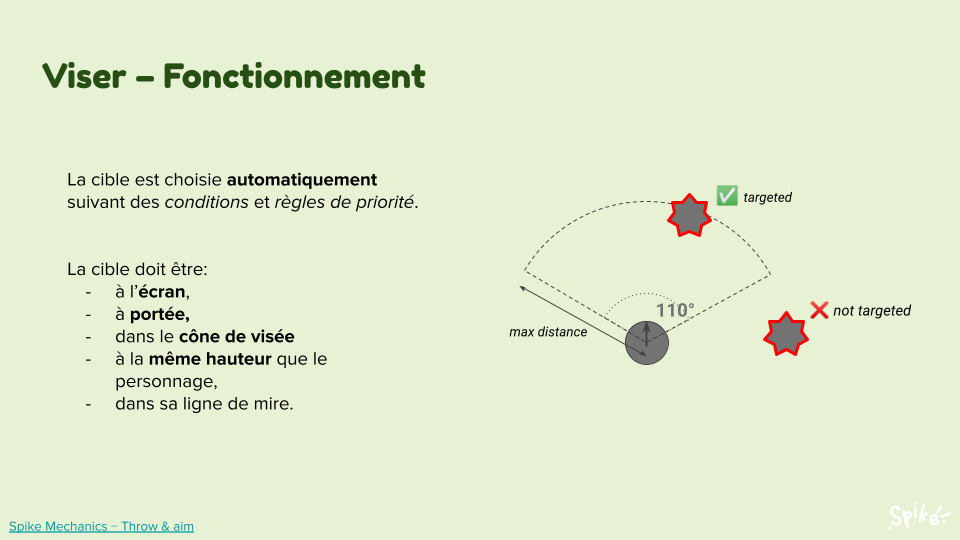 Viser – Fonctionnement
La cible est choisie automatiquement
suivant des conditions et règles de priorité.
La cible doit être:
- à l’écran,
- à portée,
- dans le cône de visée
- à la même hauteur que le
personnage,
- dans sa ligne de mire.
targeted
110°
not targeted
max distance
Spike Mechanics – Throw & aim
Spike